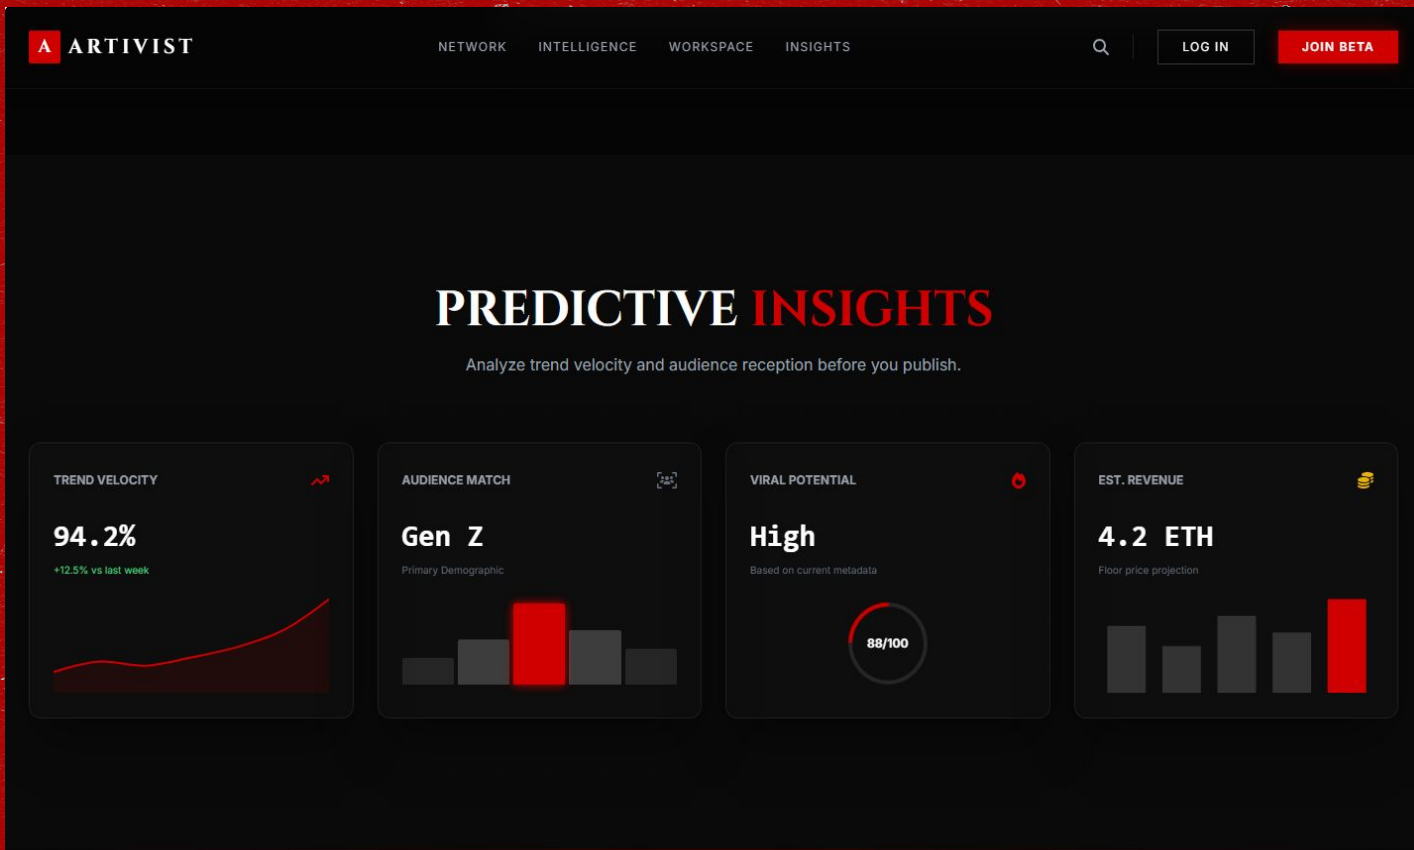 A ARTIVIST
NETWORK INTELLIGENCE WORKSPACE INSIGHTS
LOG IN
JOIN BETA
PREDICTIVE INSIGHTS
Analyze trend velocity and audience reception before you publish.
TREND VELOCITY
94.2%
+12.5% vs last week
AUDIENCE MATCH
Gen Z
Primary Demographic
VIRAL POTENTIAL
High
Based on current metadata
88/100
EST. REVENUE
4.2 ETH
Floor price projection